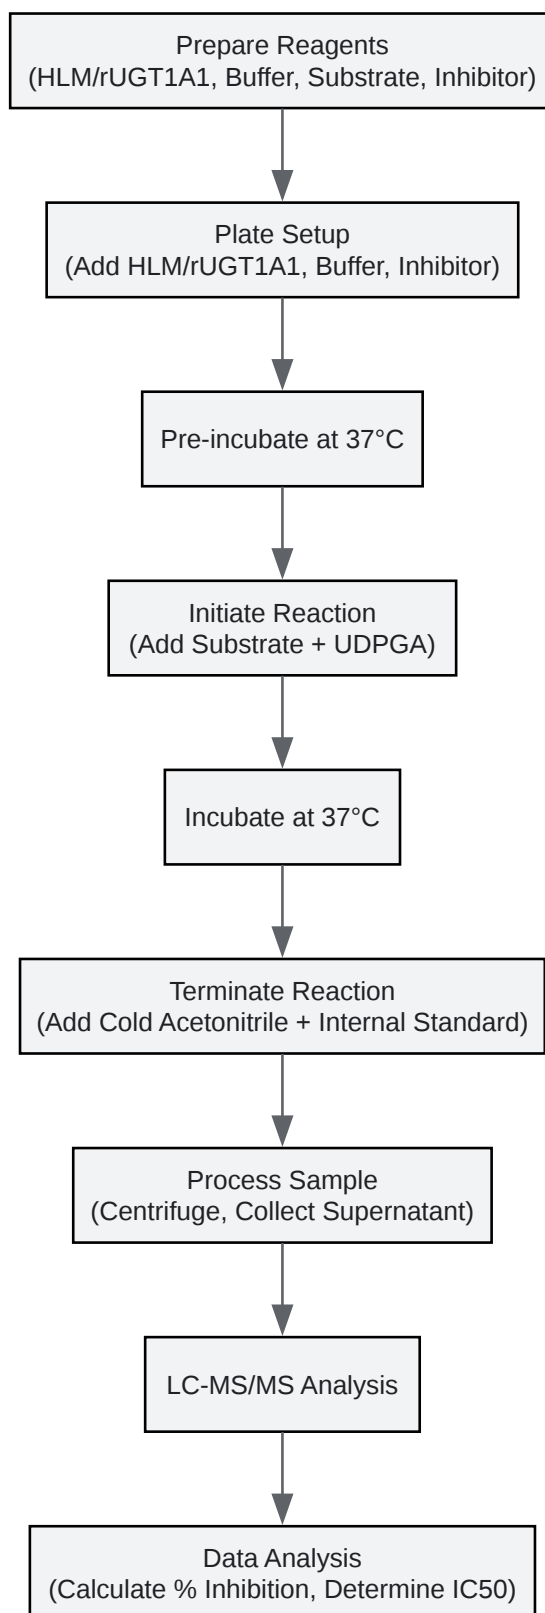 Prepare Reagents
(HLM/rUGT1A1, Buffer, Substrate, Inhibitor)
Plate Setup
(Add HLM/rUGT1A1, Buffer, Inhibitor)
Pre-incubate at 37°C
Initiate Reaction
(Add Substrate + UDPGA)
Incubate at 37°C
Terminate Reaction
(Add Cold Acetonitrile + Internal Standard)
Process Sample
(Centrifuge, Collect Supernatant)
LC-MS/MS Analysis
Data Analysis
(Calculate % Inhibition, Determine IC50)